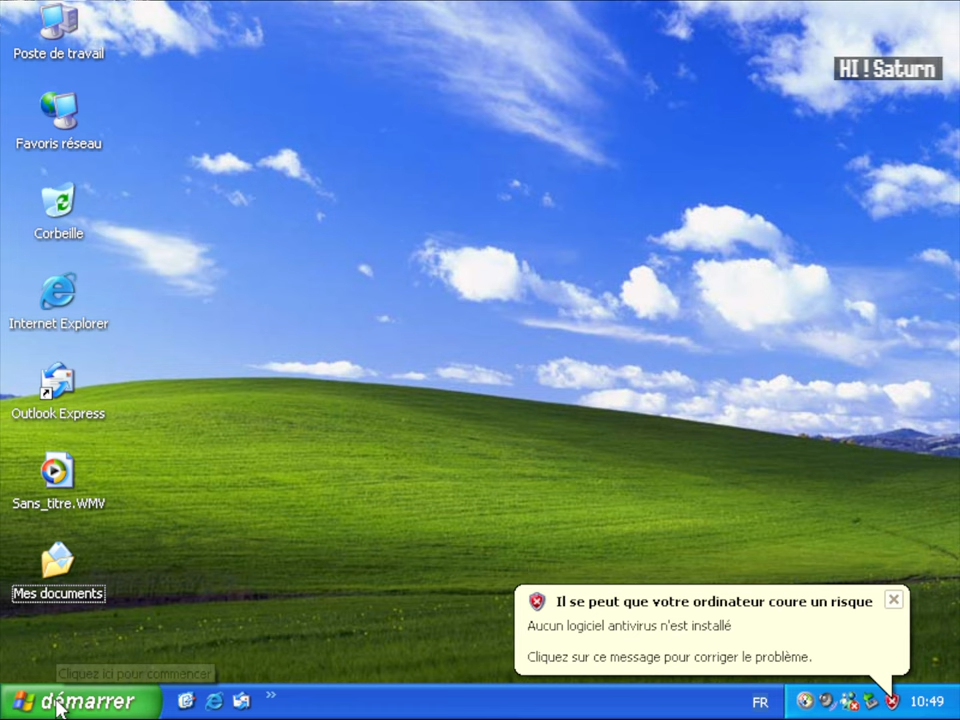 Poste de travail
HI ! Saturn
Favoris réseau
Corbeille
Internet Explorer
Outlook Express
Sans_titre.WMV
Mes documents
Il se peut que votre ordinateur coure un risque
Aucun logiciel antivirus n'est installé
Cliquez sur ce message pour corriger le problème.
Cliquez ici pour commencer
démarrer
FR
10:49